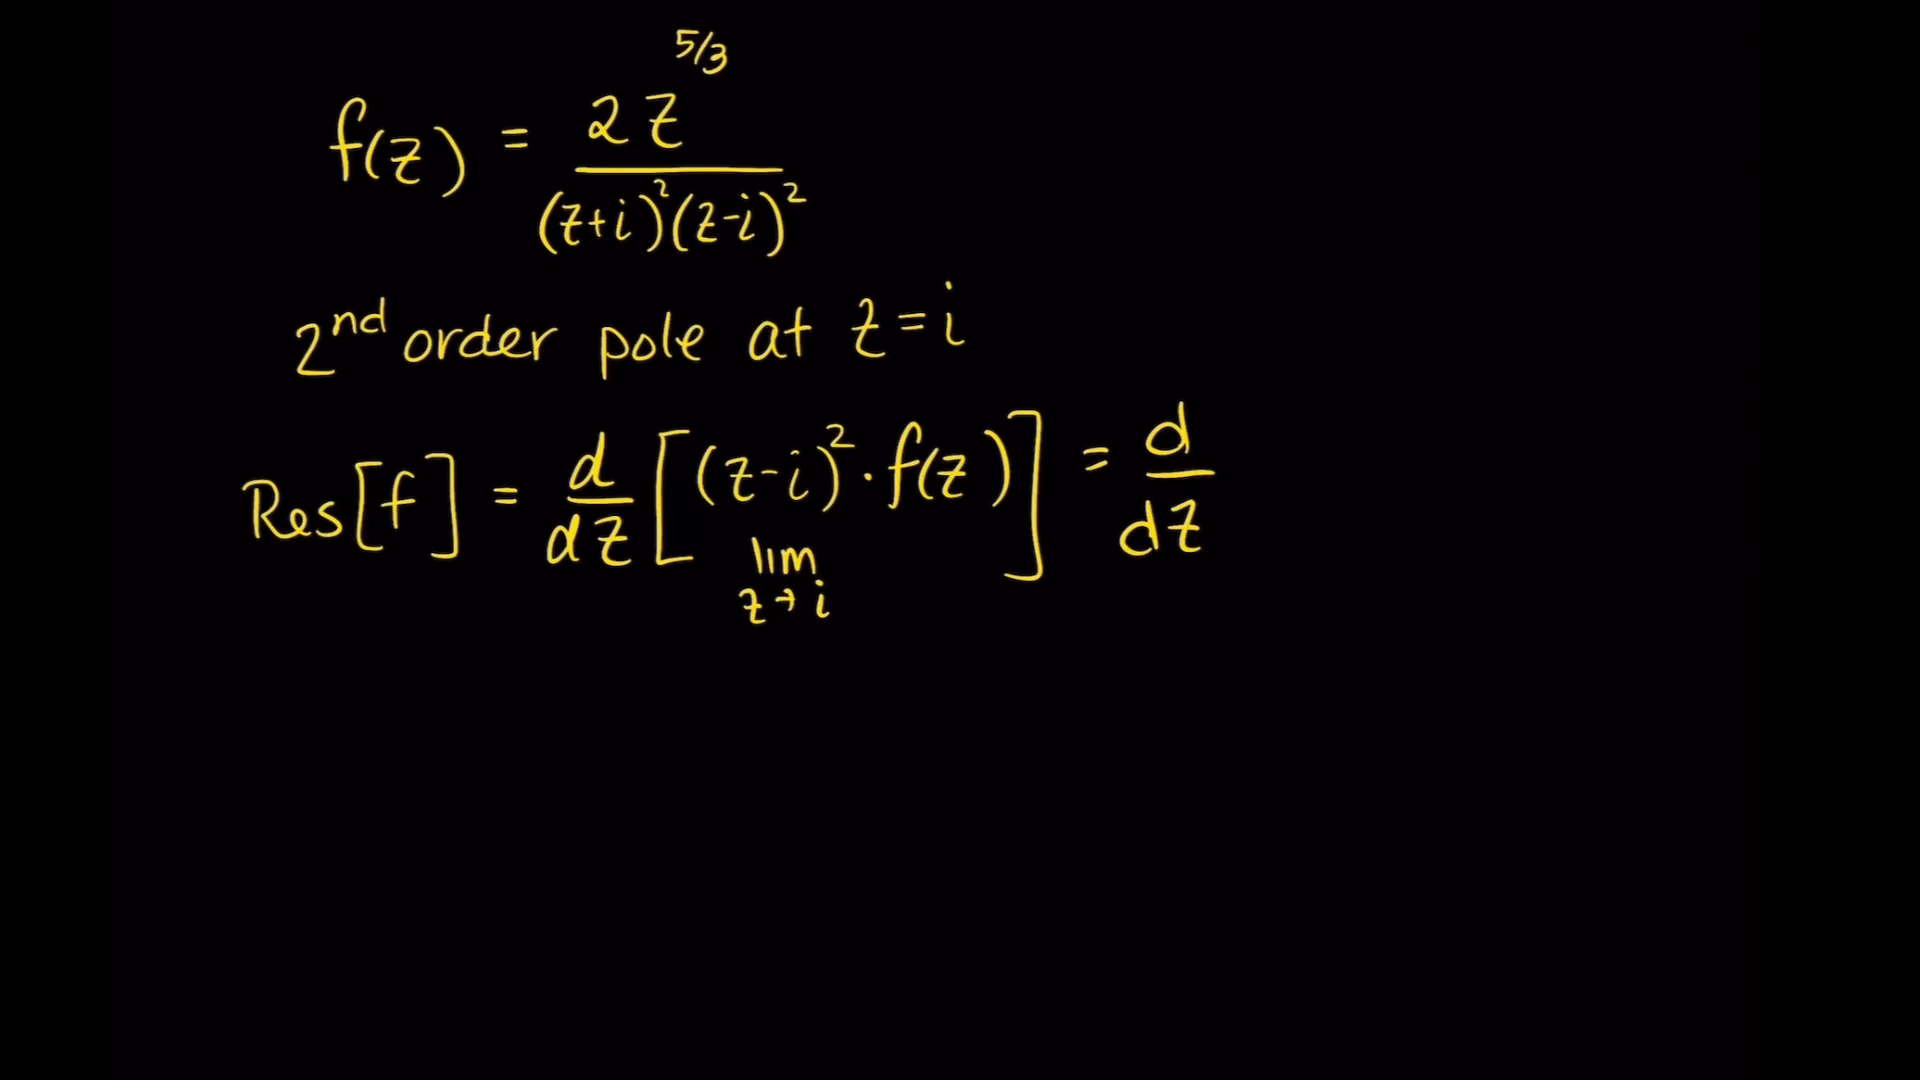 f(z) = 2z^{5/3} / (z+i)²(z-i)²
2nd order pole at z=i
Res[f] = d/dz [(z-i)²·f(z)] = d/dz
lim
z→i